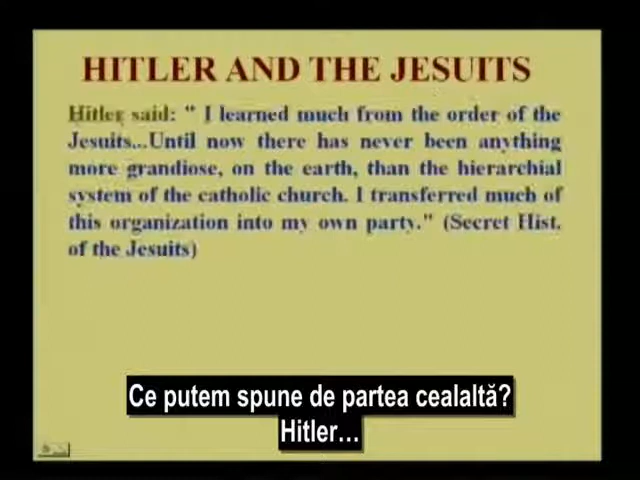 HITLER AND THE JESUITS
Hitler said: " I learned much from the order of the
Jesuits...Until now there has never been anything
more grandiose, on the earth, than the hierarchial
system of the catholic church. I transferred much of
this organization into my own party." (Secret Hist.
of the Jesuits)
Ce putem spune de partea cealaltă?
Hitler...